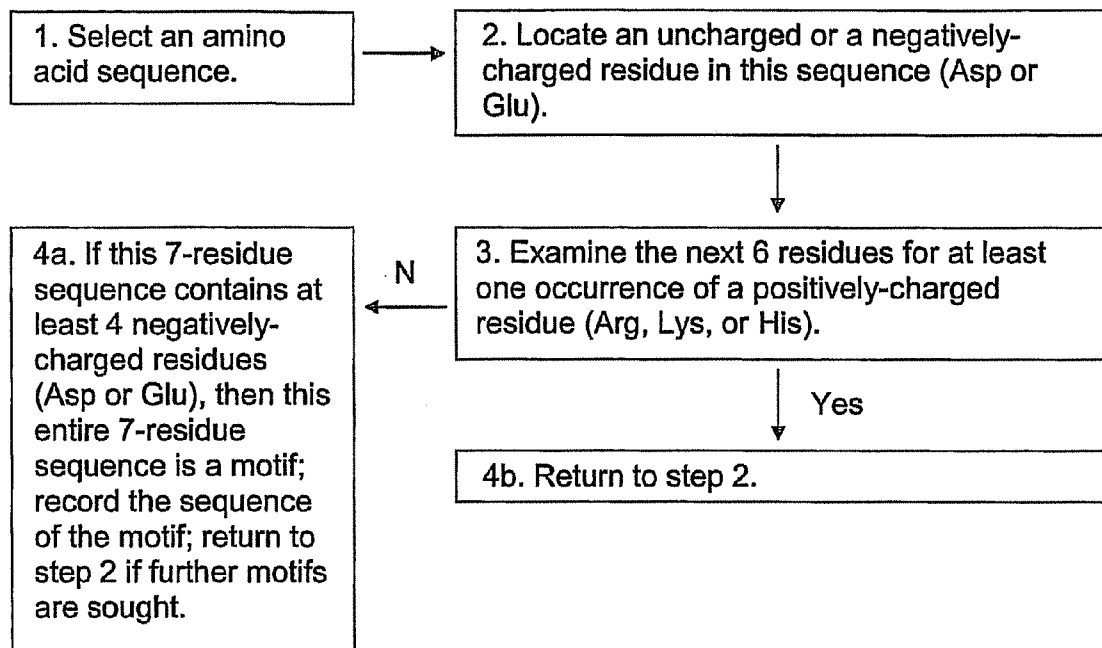 1. Select an amino
acid sequence.
2. Locate an uncharged or a negatively-
charged residue in this sequence (Asp or
Glu).
3. Examine the next 6 residues for at least
one occurrence of a positively-charged
residue (Arg, Lys, or His).
N
4a. If this 7-residue
sequence contains at
least 4 negatively-
charged residues
(Asp or Glu), then this
entire 7-residue
sequence is a motif;
record the sequence
of the motif; return to
step 2 if further motifs
are sought.
Yes
4b. Return to step 2.